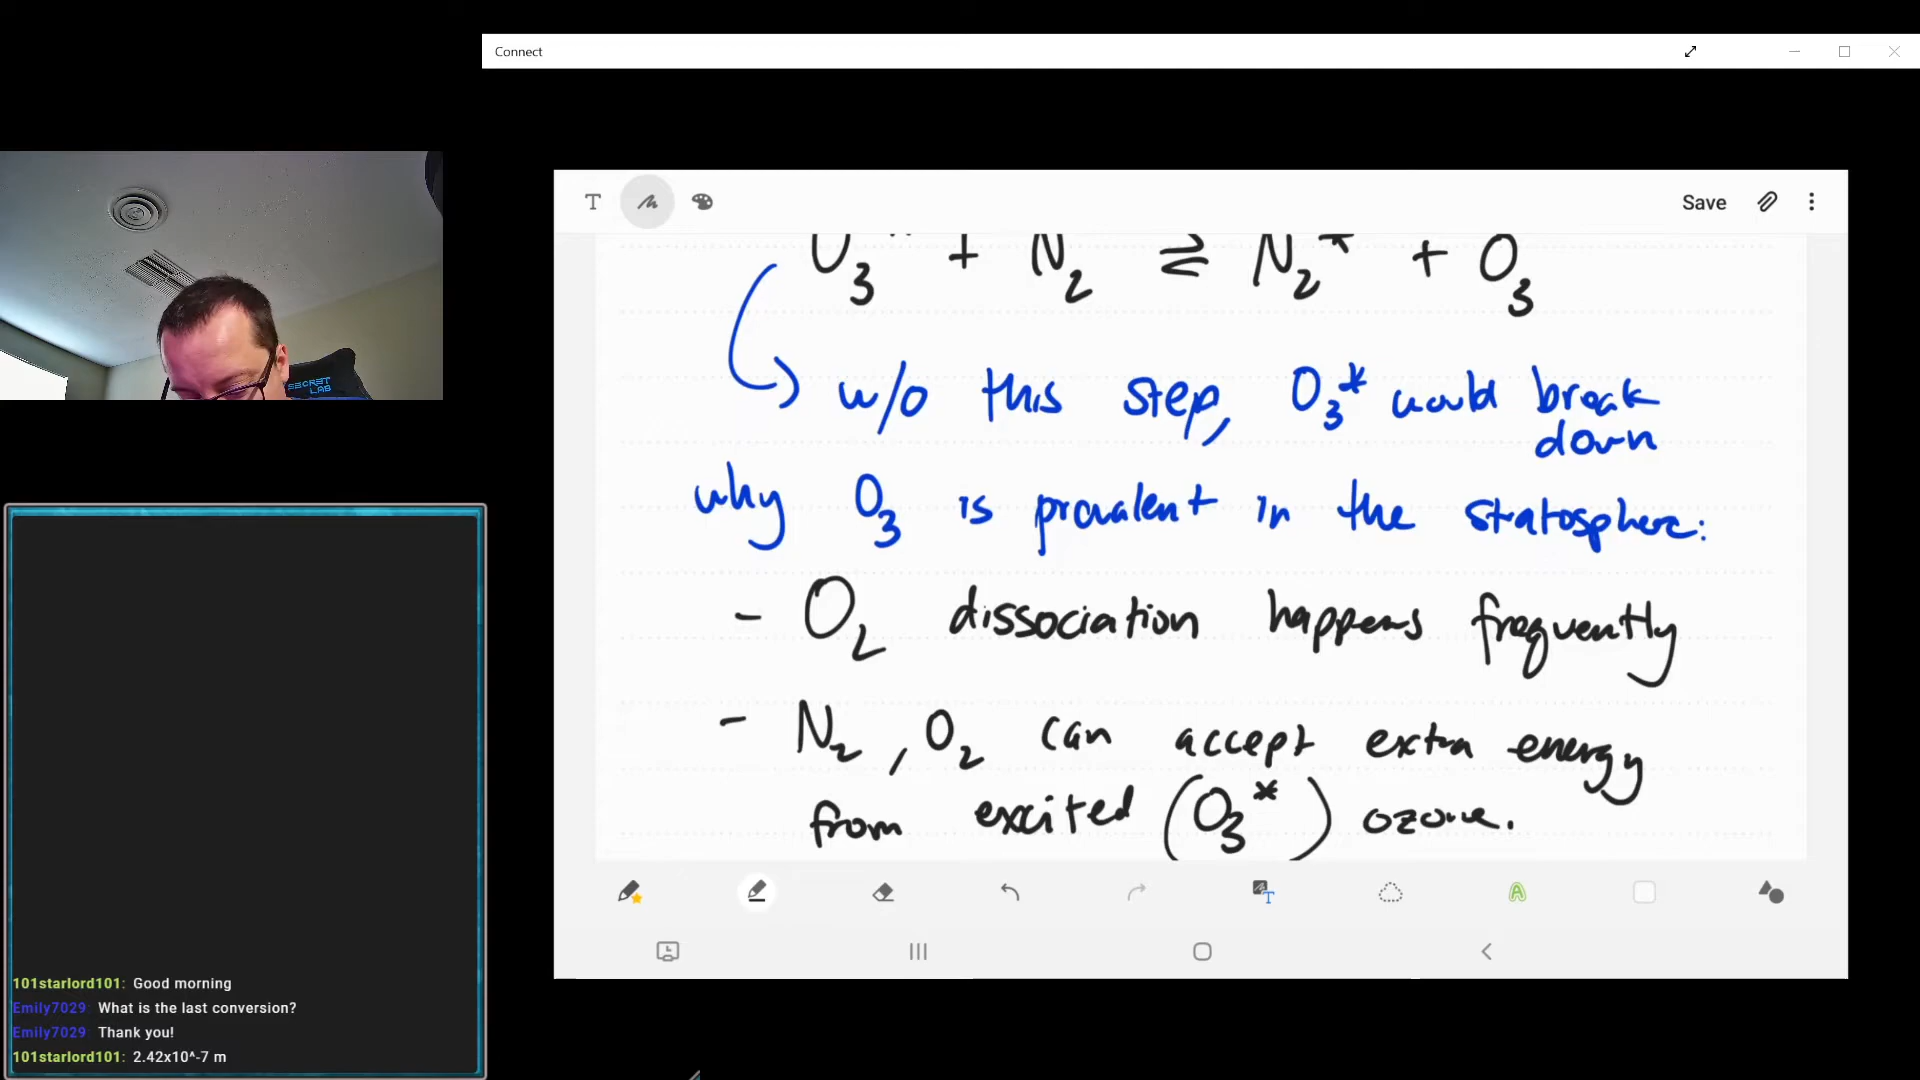 Connect
SECRET
LAB
T
Save
O₃* + N₂ ⇌ N₂* + O₃
w/o this step, O₃* would break
down
why O₃ is prevalent in the stratosphere:
- O₂ dissociation happens frequently
- N₂, O₂ can accept extra energy
from excited (O₃*) ozone.
101starlord101: Good morning
Emily7029: What is the last conversion?
Emily7029: Thank you!
101starlord101: 2.42x10^-7 m